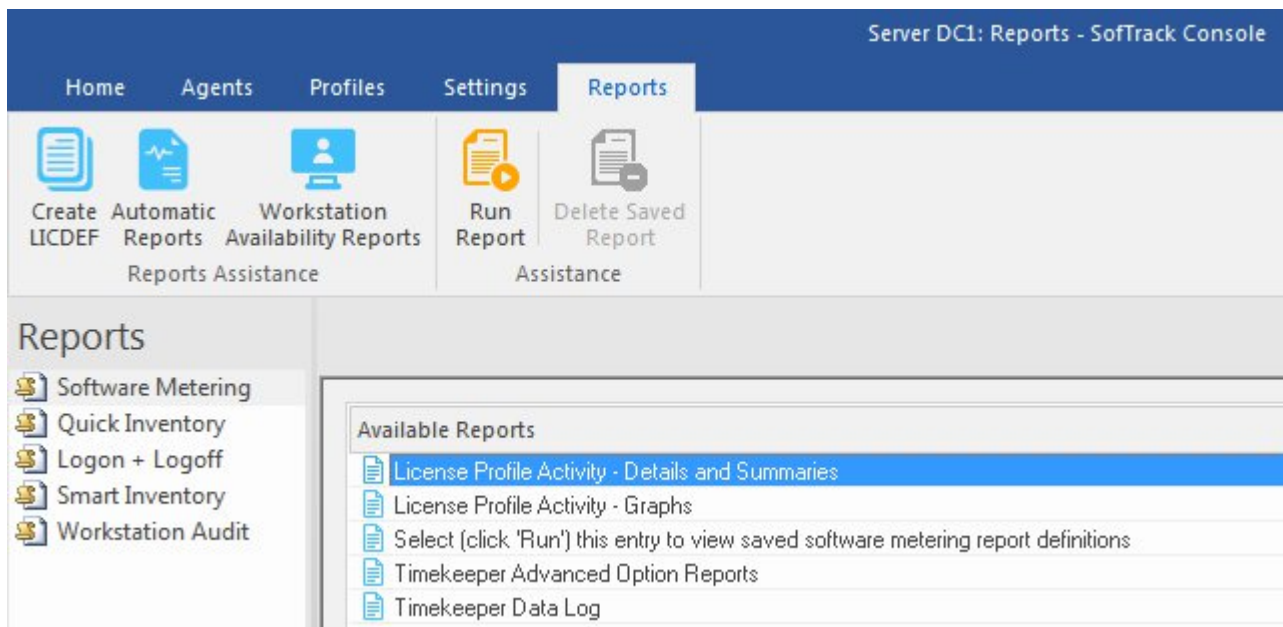 Server DC1: Reports - SofTrack Console
Home Agents Profiles Settings Reports
Create Automatic Workstation Run Delete Saved
LICDEF Reports Availability Reports Report Report
Reports Assistance Assistance
Reports
Software Metering
Quick Inventory
Logon + Logoff
Smart Inventory
Workstation Audit
Available Reports
License Profile Activity - Details and Summaries
License Profile Activity - Graphs
Select (click 'Run') this entry to view saved software metering report definitions
Timekeeper Advanced Option Reports
Timekeeper Data Log